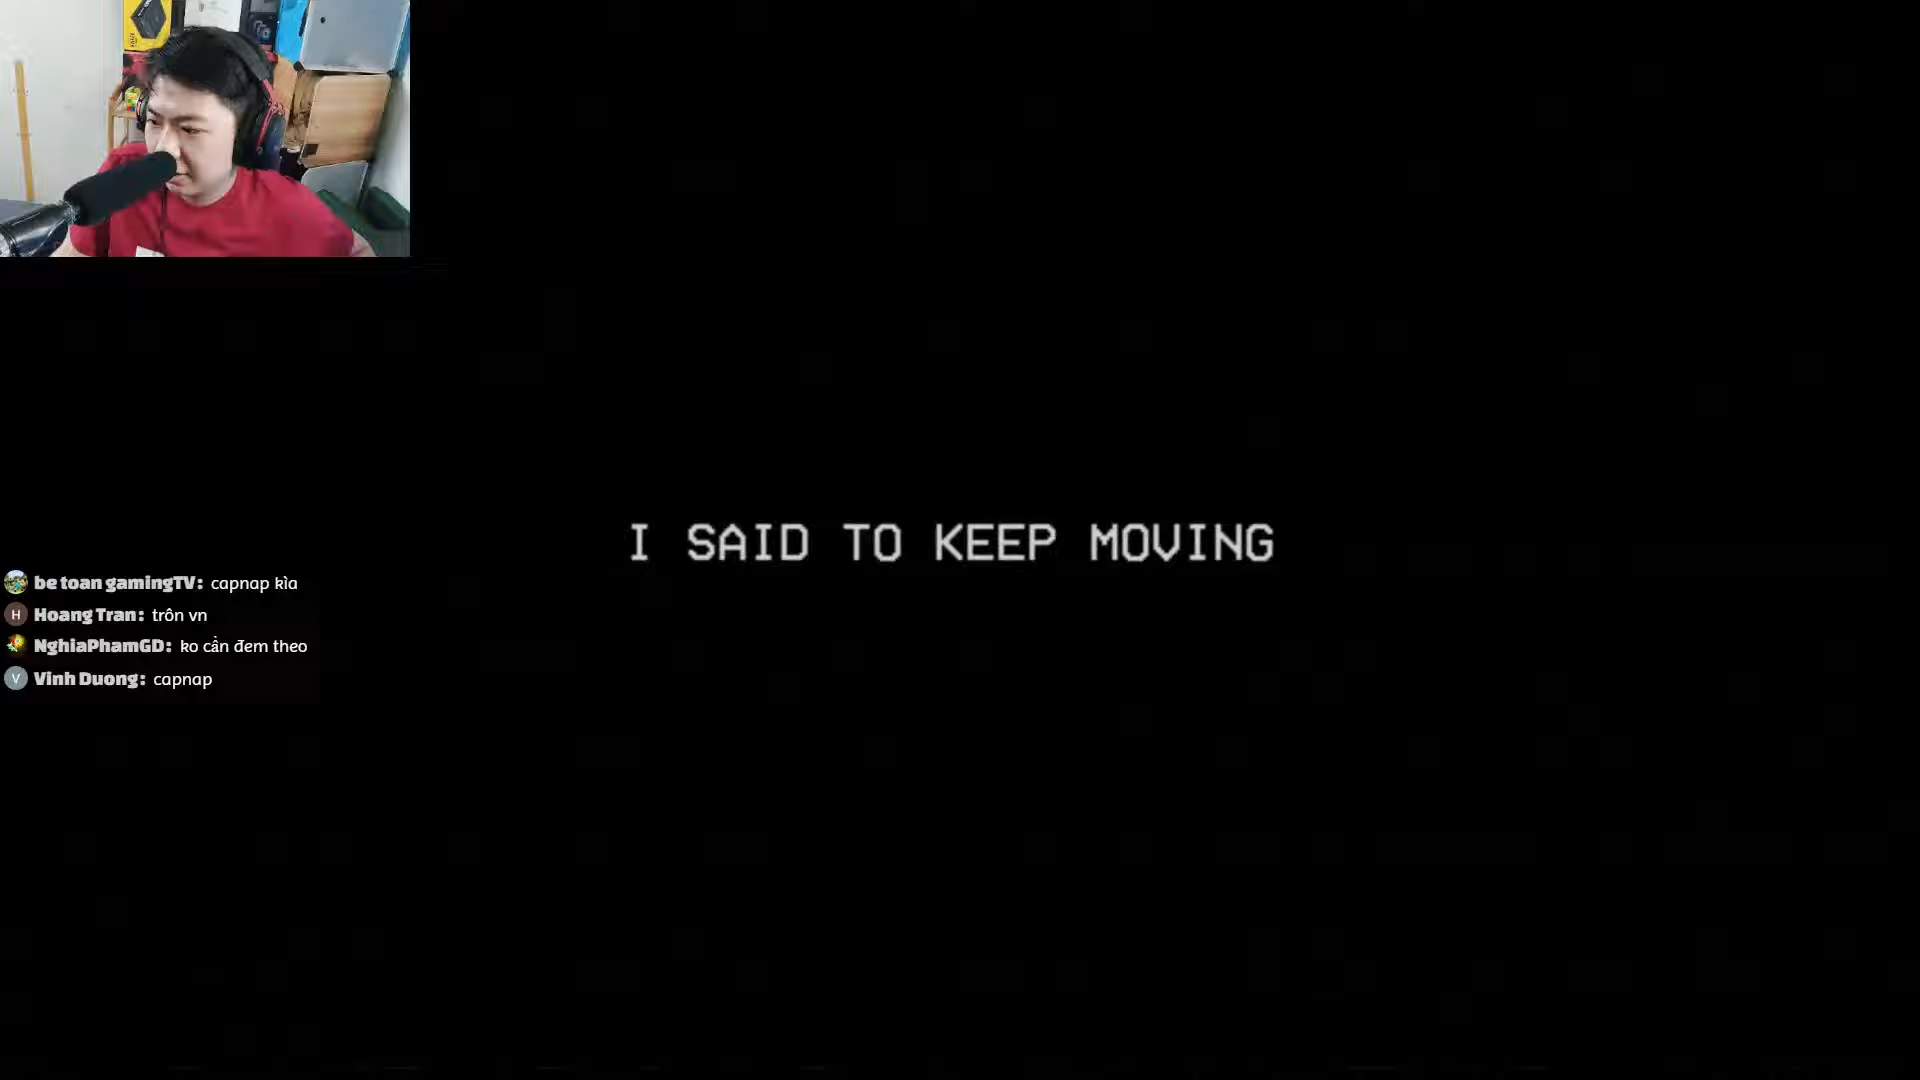 I SAID TO KEEP MOVING
be toan gamingTV: capnap kìa
H Hoang Tran: trôn vn
NghiaPhamGD: ko cần đem theo
V Vinh Duong: capnap